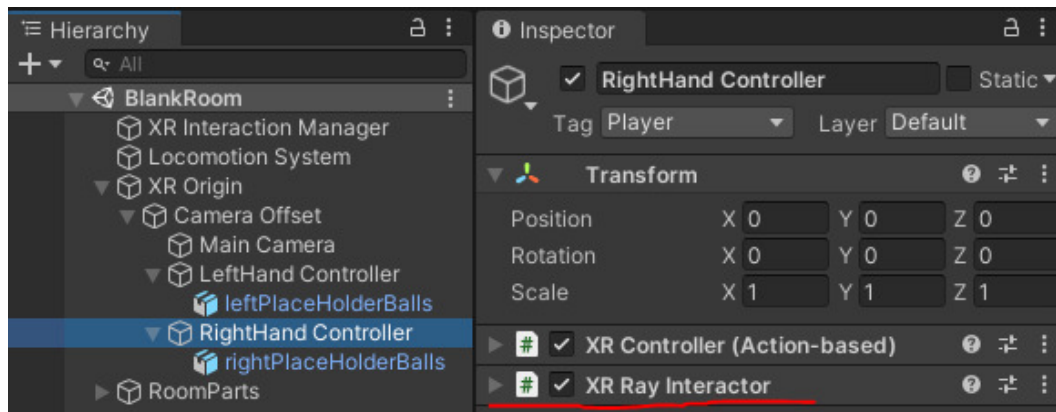 Hierarchy
All
BlankRoom
XR Interaction Manager
Locomotion System
XR Origin
Camera Offset
Main Camera
LeftHand Controller
leftPlaceHolderBalls
RightHand Controller
rightPlaceHolderBalls
RoomParts
Inspector
RightHand Controller Static
Tag Player Layer Default
Transform
Position X 0 Y 0 Z 0
Rotation X 0 Y 0 Z 0
Scale X 1 Y 1 Z 1
# XR Controller (Action-based)
# XR Ray Interactor